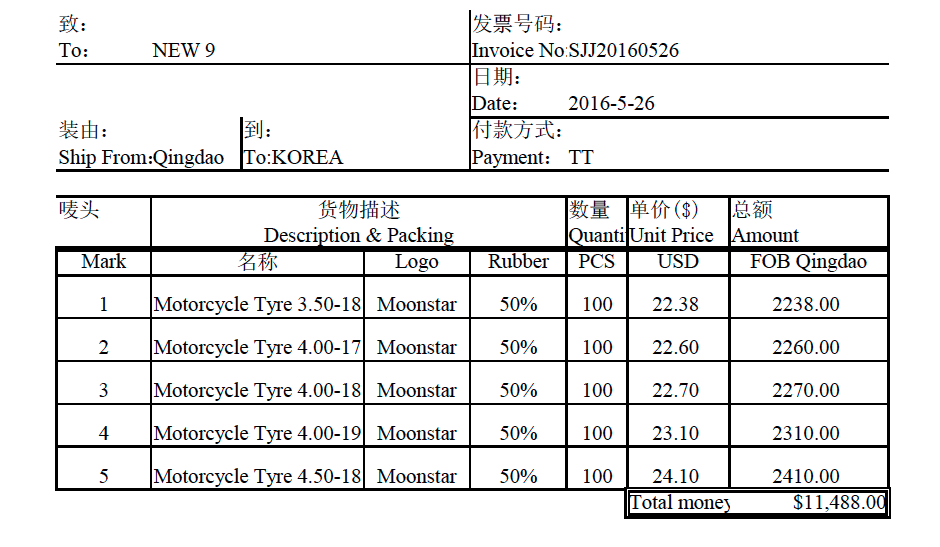 致： 发票号码：
To： NEW 9 Invoice No:SJJ20160526
日期：
Date： 2016-5-26
装由： 到： 付款方式：
Ship From:Qingdao To:KOREA Payment： TT
唛头 货物描述 数量 单价($) 总额
Description & Packing Quanti Unit Price Amount
Mark 名称 Logo Rubber PCS USD FOB Qingdao
1 Motorcycle Tyre 3.50-18 Moonstar 50% 100 22.38 2238.00
2 Motorcycle Tyre 4.00-17 Moonstar 50% 100 22.60 2260.00
3 Motorcycle Tyre 4.00-18 Moonstar 50% 100 22.70 2270.00
4 Motorcycle Tyre 4.00-19 Moonstar 50% 100 23.10 2310.00
5 Motorcycle Tyre 4.50-18 Moonstar 50% 100 24.10 2410.00
Total money $11,488.00